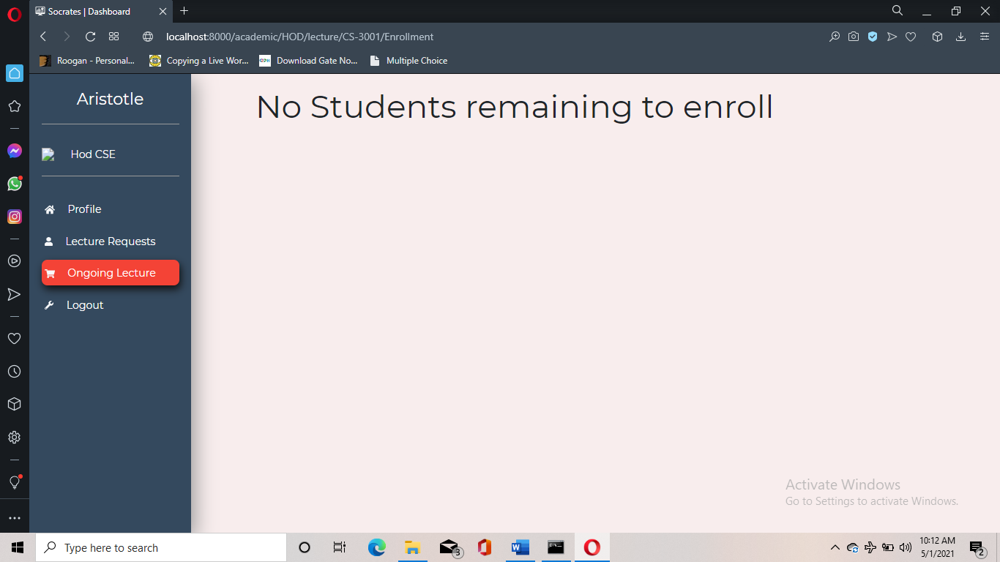 Socrates | Dashboard
localhost:8000/academic/HOD/lecture/CS-3001/Enrollment
Roogan - Personal...
Copying a Live Wor...
Download Gate No...
Multiple Choice
Aristotle
No Students remaining to enroll
Hod CSE
Profile
Lecture Requests
Ongoing Lecture
Logout
Activate Windows
Go to Settings to activate Windows.
Type here to search
3
10:12 AM
5/1/2021
2